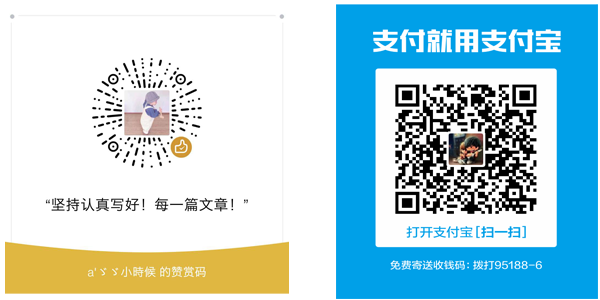 “坚持认真写好！每一篇文章！”
a'ゞゞ小時候 的赞赏码
支付就用支付宝
打开支付宝[扫一扫]
免费寄送收钱码：拨打95188-6